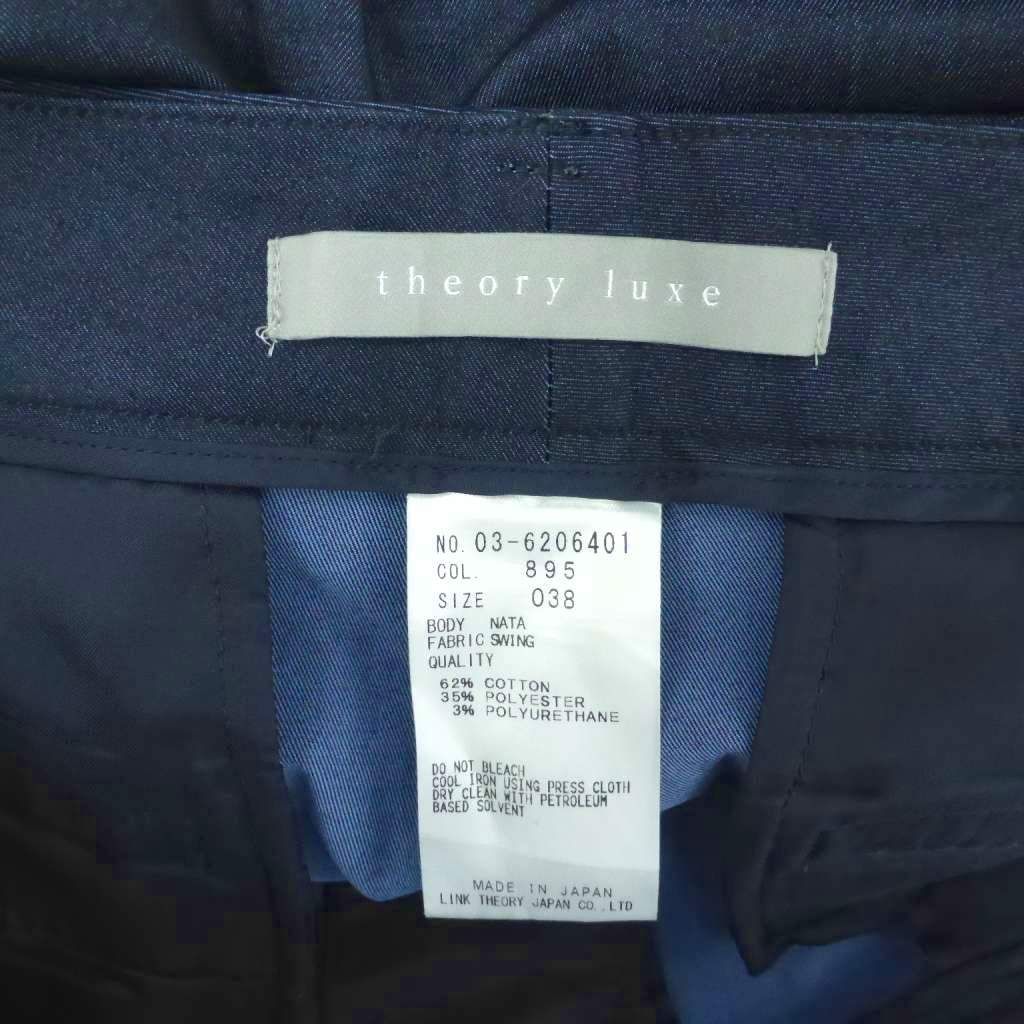 theory luxe
NO. 03-6206401
COL. 895
SIZE 038
BODY NATA
FABRIC SWING
QUALITY
62% COTTON
35% POLYESTER
3% POLYURETHANE
DO NOT BLEACH
COOL IRON USING PRESS CLOTH
DRY CLEAN WITH PETROLEUM
BASED SOLVENT
MADE IN JAPAN
LINK THEORY JAPAN CO.,LTD